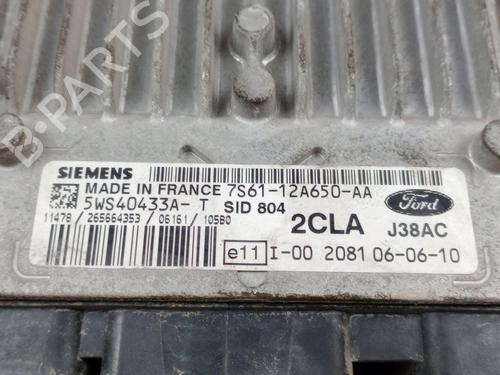 SIEMENS
MADE IN FRANCE 7S61-12A650-AA
5WS40433A- T SID 804
11478 / 265664353 / 06161 / 105B0
2CLA
Ford
J38AC
e11 I-00 2081 06-06-10
B-PARTS